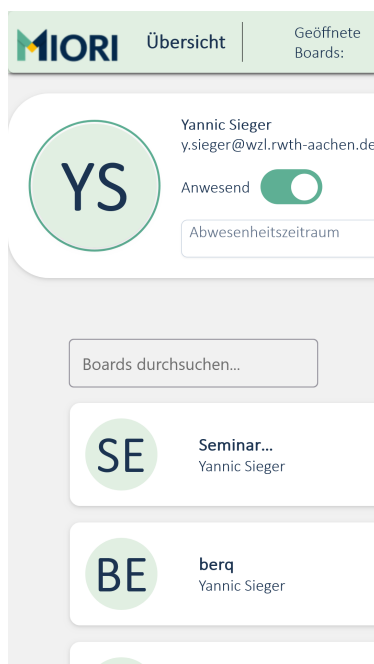 MIORI
Übersicht
Geöffnete
Boards:
YS
Yannic Sieger
y.sieger@wzl.rwth-aachen.de
Anwesend
Abwesenheitszeitraum
Boards durchsuchen...
SE
Seminar...
Yannic Sieger
BE
berq
Yannic Sieger